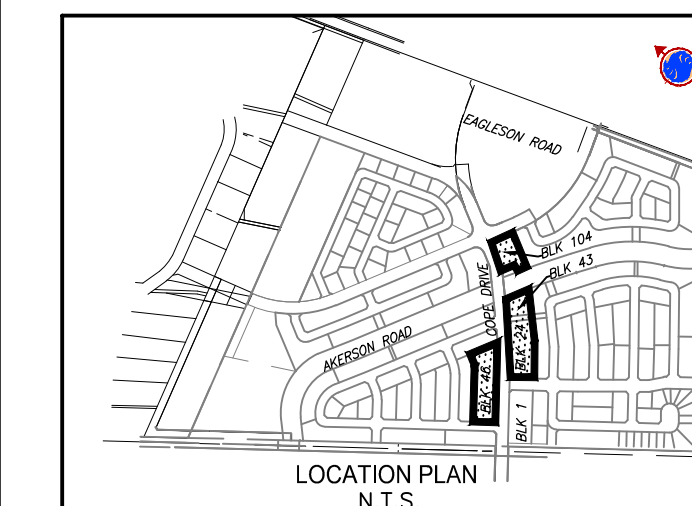 EAGLESON ROAD
BLK 104
BLK 43
COPE DRIVE
AKERSON ROAD
BLK 24
BLK 46
BLK 1
LOCATION PLAN
N.T.S